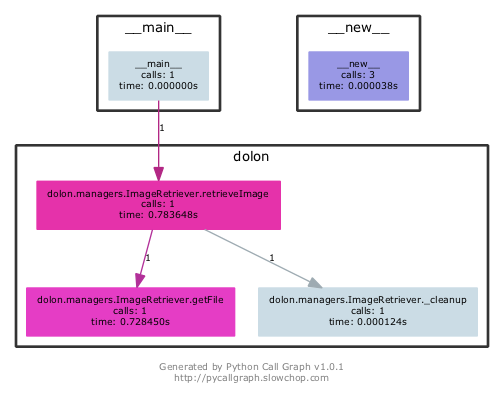 __main__
__new__
__main__
calls: 1
time: 0.000000s
__new__
calls: 3
time: 0.000038s
1
dolon
dolon.managers.ImageRetriever.retrieveImage
calls: 1
time: 0.783648s
1
1
dolon.managers.ImageRetriever.getFile
calls: 1
time: 0.728450s
dolon.managers.ImageRetriever._cleanup
calls: 1
time: 0.000124s
Generated by Python Call Graph v1.0.1
http://pycallgraph.slowchop.com